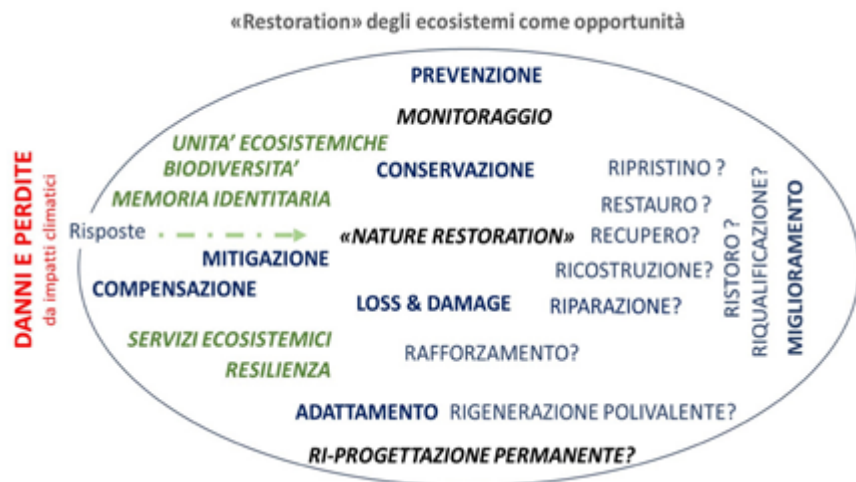 «Restoration» degli ecosistemi come opportunità
PREVENZIONE
MONITORAGGIO
UNITA' ECOSISTEMICHE
BIODIVERSITA'
CONSERVAZIONE
RIPRISTINO ?
MEMORIA IDENTITARIA
RESTAURO ?
DANNI E PERDITE
da impatti climatici
Risposte
«NATURE RESTORATION»
RECUPERO?
MITIGAZIONE
RICOSTRUZIONE?
COMPENSAZIONE
LOSS & DAMAGE
RIPARAZIONE?
RISTORO ?
RIQUALIFICAZIONE?
MIGLIORAMENTO
SERVIZI ECOSISTEMICI
RAFFORZAMENTO?
RESILIENZA
ADATTAMENTO
RIGENERAZIONE POLIVALENTE?
RI-PROGETTAZIONE PERMANENTE?